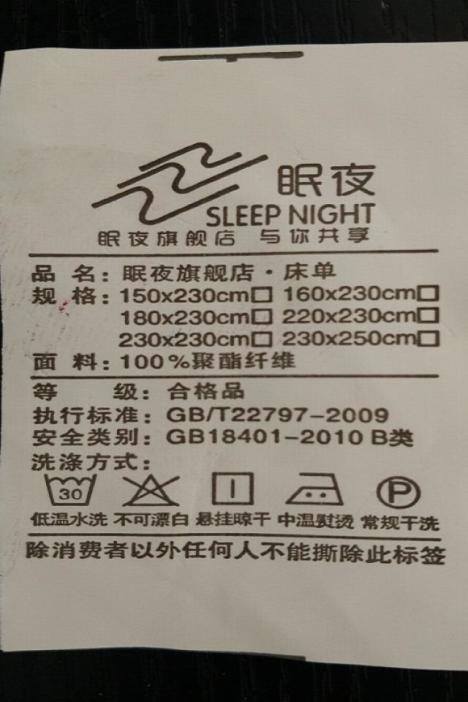 眠夜
SLEEP NIGHT
眠夜旗舰店 与你共享
品 名：眠夜旗舰店·床单
规 格：150x230cm□ 160x230cm□
180x230cm□ 220x230cm□
230x230cm□ 230x250cm□
面 料：100%聚酯纤维
等 级：合格品
执行标准：GB/T22797-2009
安全类别：GB18401-2010 B类
洗涤方式：
30 P
低温水洗 不可漂白 悬挂晾干 中温熨烫 常规干洗
除消费者以外任何人不能撕除此标签